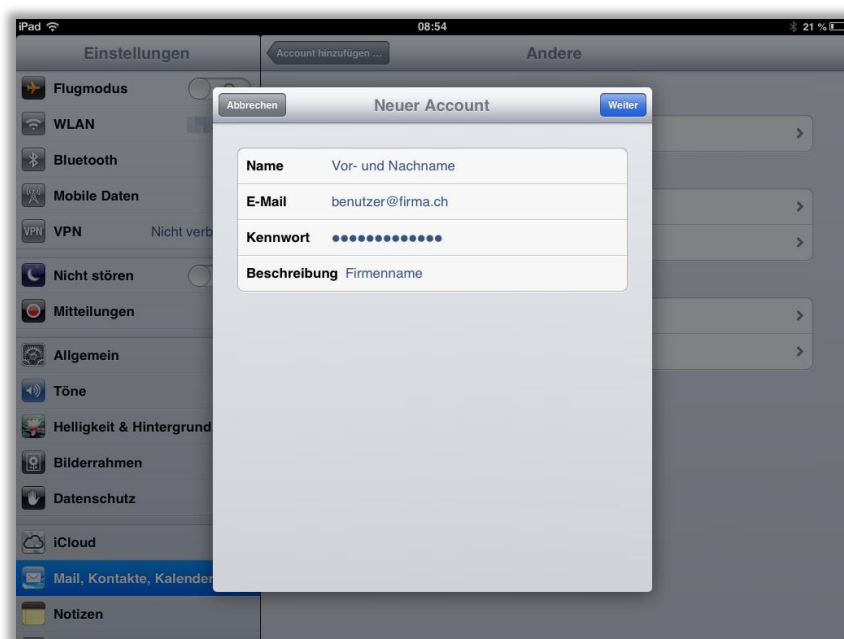 iPad 08:54 21 %
Einstellungen
Account hinzufügen ...
Andere
Flugmodus
WLAN
Bluetooth
Mobile Daten
VPN Nicht verb
Nicht stören
Mitteilungen
Allgemein
Töne
Helligkeit & Hintergrund
Bilderrahmen
Datenschutz
iCloud
Mail, Kontakte, Kalender
Notizen
Abbrechen Neuer Account Weiter
Name Vor- und Nachname
E-Mail benutzer@firma.ch
Kennwort ●●●●●●●●●●●●●
Beschreibung Firmenname